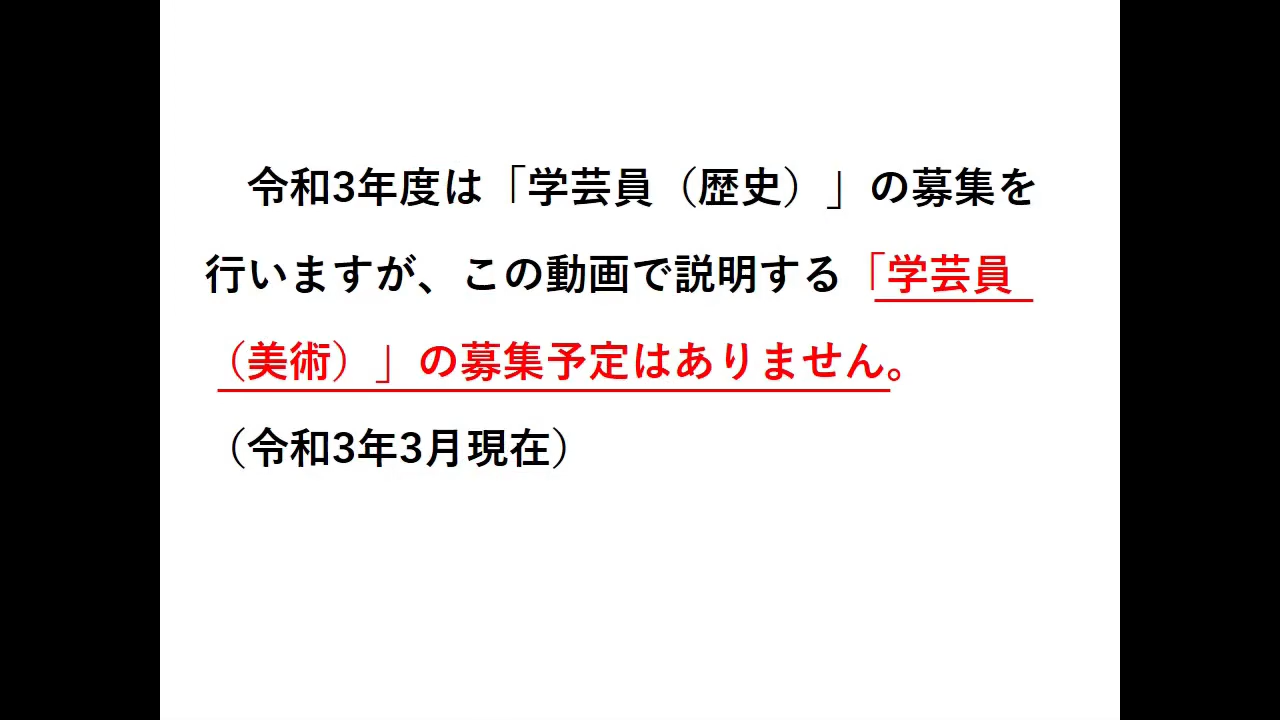 令和3年度は「学芸員（歴史）」の募集を
行いますが、この動画で説明する「学芸員
（美術）」の募集予定はありません。
（令和3年3月現在）